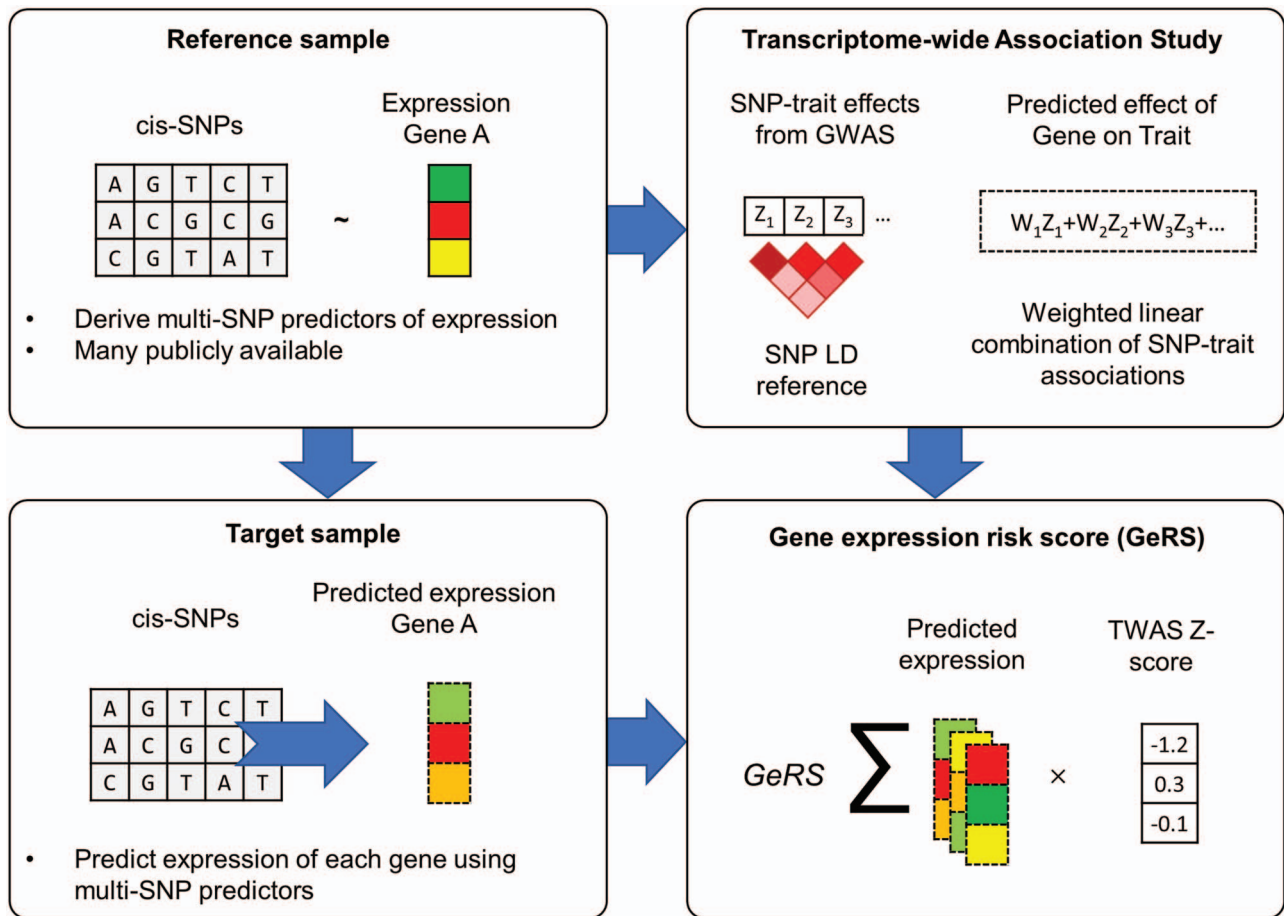 Reference sample
cis-SNPs
Expression
Gene A
A G T C T
A C G C G
C G T A T
~
• Derive multi-SNP predictors of expression
• Many publicly available
Transcriptome-wide Association Study
SNP-trait effects
from GWAS
Z₁ Z₂ Z₃ ...
SNP LD
reference
Predicted effect of
Gene on Trait
W₁Z₁+W₂Z₂+W₃Z₃+...
Weighted linear
combination of SNP-trait
associations
Target sample
cis-SNPs
Predicted expression
Gene A
A G T C T
A C G C
C G T A T
• Predict expression of each gene using
multi-SNP predictors
Gene expression risk score (GeRS)
Predicted
expression
TWAS Z-
score
GeRS ∑ ×
-1.2
0.3
-0.1